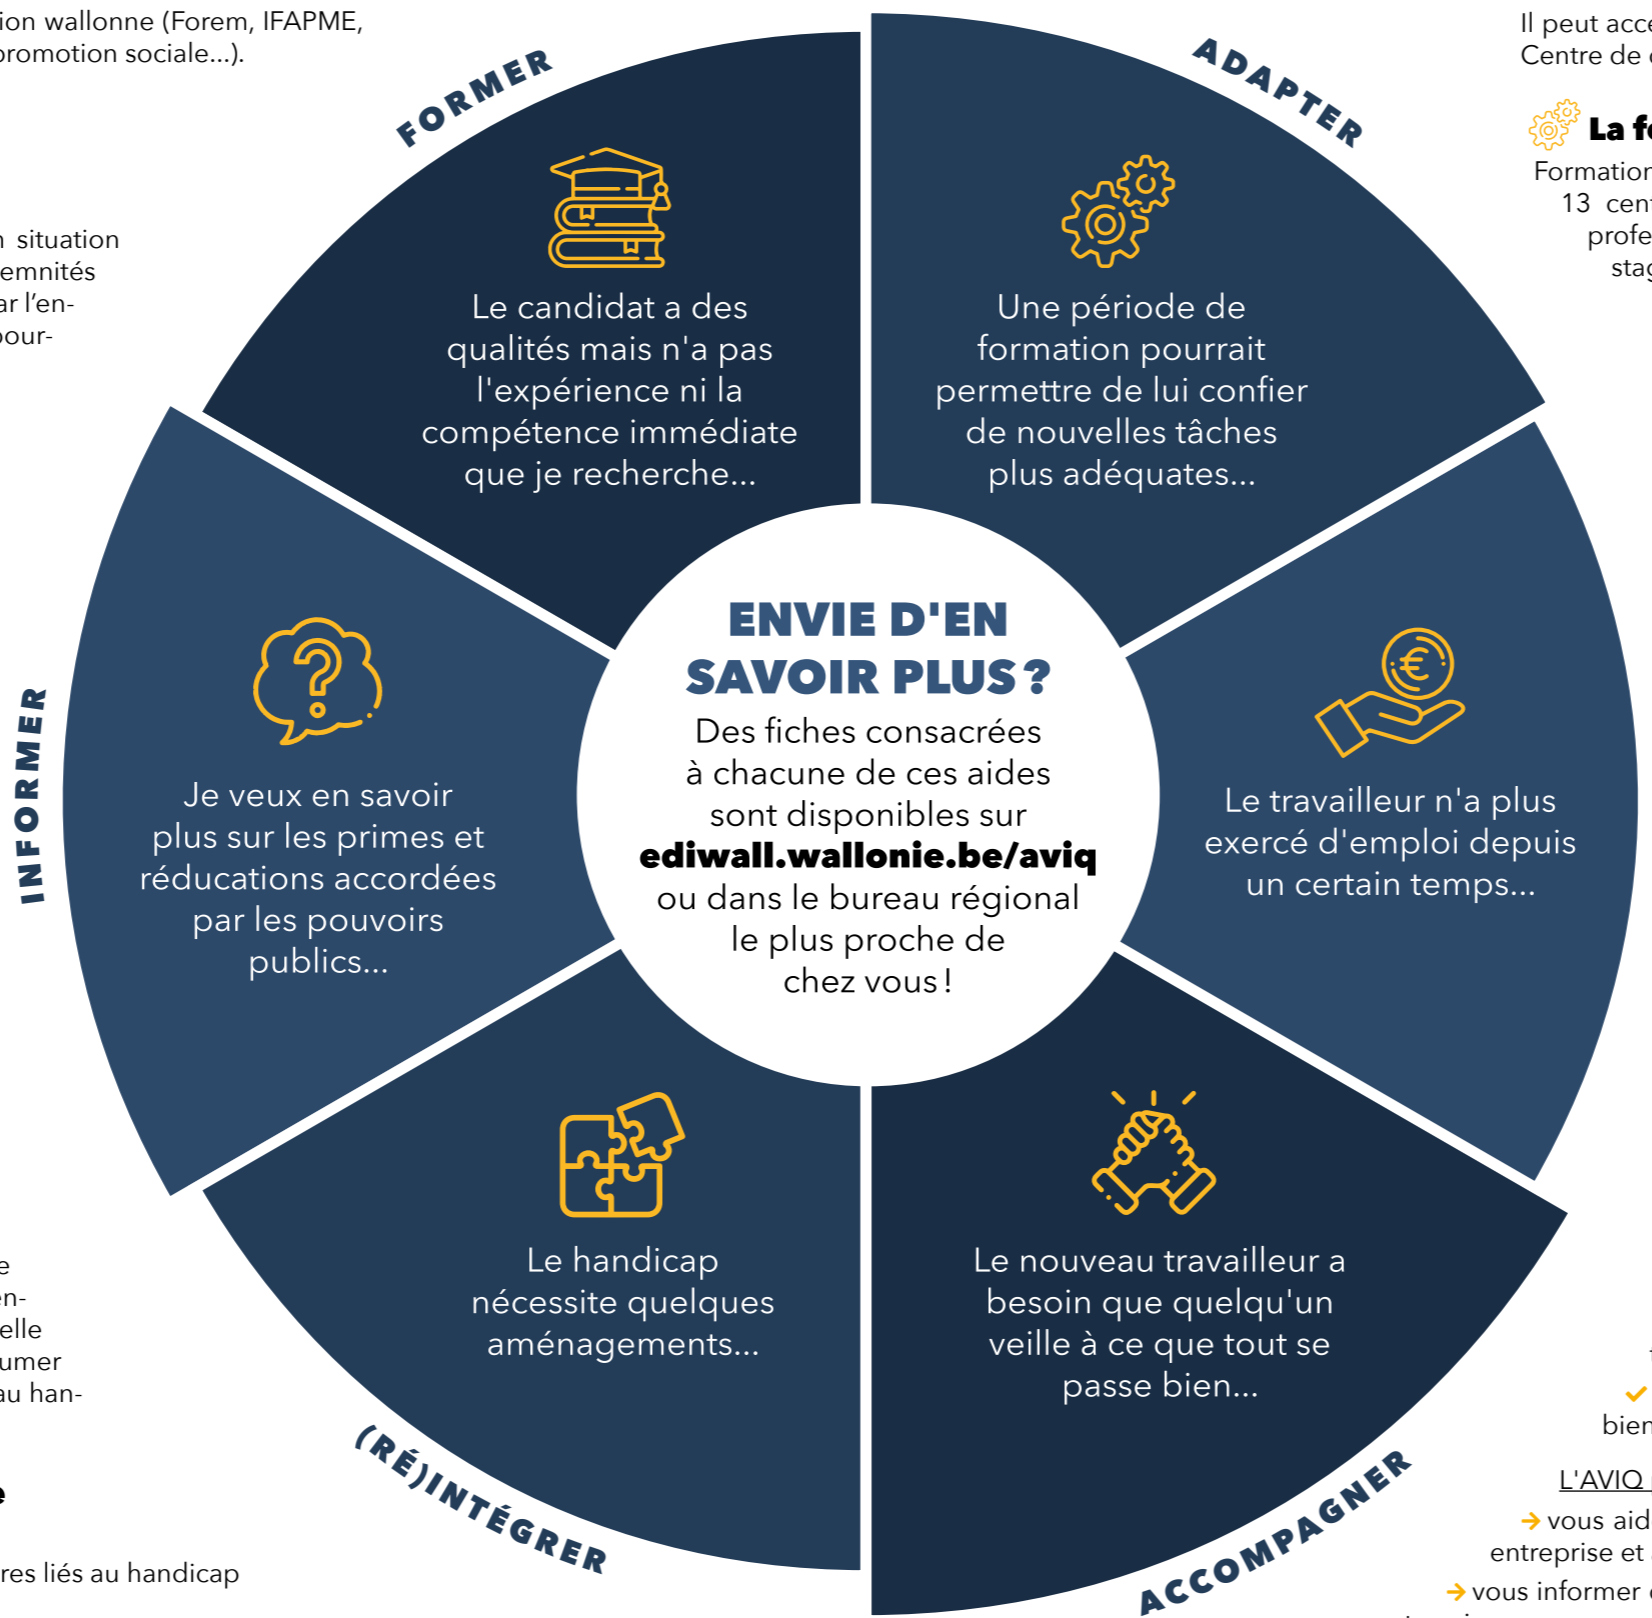 ion wallonne (Forem, IFAPME,
promotion sociale...).
situation
emnités
ar l'en-
pour-
FORMER
Le candidat a des
qualités mais n'a pas
l'expérience ni la
compétence immédiate
que je recherche...
ADAPTER
Une période de
formation pourrait
permettre de lui confier
de nouvelles tâches
plus adéquates...
Il peut accé
Centre de
La fo
Formation
13 cent
profe
stag
INFORMER
Je veux en savoir
plus sur les primes et
réducations accordées
par les pouvoirs
publics...
ENVIE D'EN
SAVOIR PLUS ?
Des fiches consacrées
à chacune de ces aides
sont disponibles sur
ediwall.wallonie.be/aviq
ou dans le bureau régional
le plus proche de
chez vous !
Le travailleur n'a plus
exercé d'emploi depuis
un certain temps...
e
en-
elle
umer
au han-
e
res liés au handicap
Le handicap
nécessite quelques
aménagements...
(RÉ)INTÉGRER
Le nouveau travailleur a
besoin que quelqu'un
veille à ce que tout se
passe bien...
ACCOMPAGNER
bien
L'AVIQ
→ vous aid
entreprise et
→ vous informer